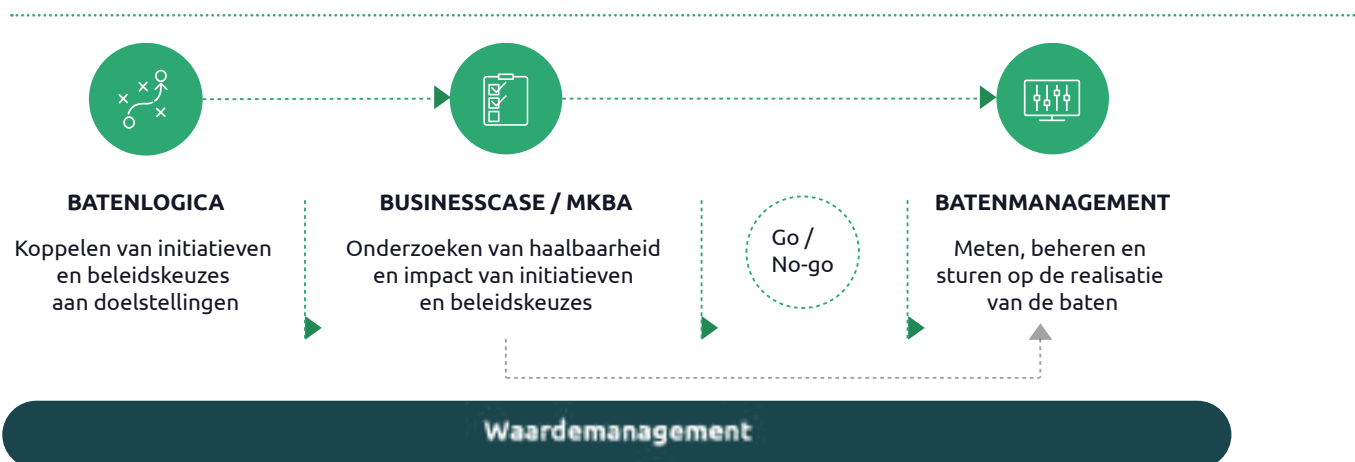 BATENLOGICA
Koppelen van initiatieven
en beleidskeuzes
aan doelstellingen
BUSINESSCASE / MKBA
Onderzoeken van haalbaarheid
en impact van initiatieven
en beleidskeuzes
Go /
No-go
BATENMANAGEMENT
Meten, beheren en
sturen op de realisatie
van de baten
Waardemanagement